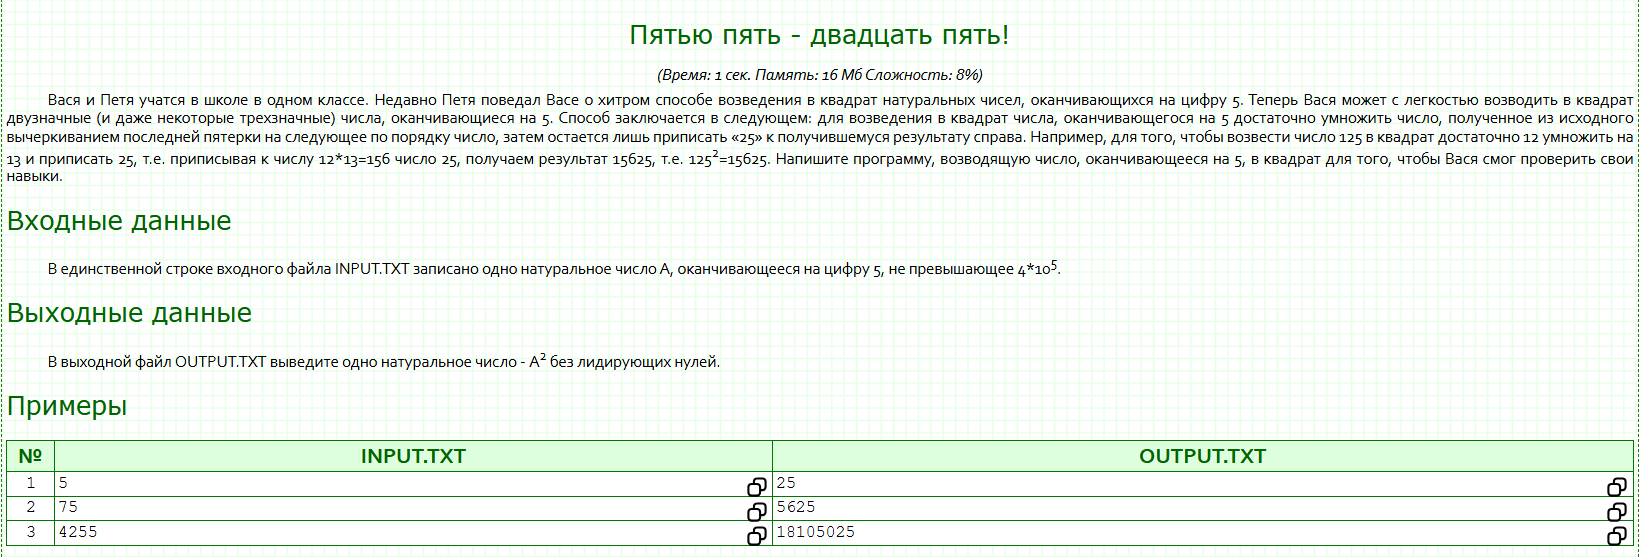 Пятью пять - двадцать пять!
(Время: 1 сек. Память: 16 Мб Сложность: 8%)
Вася и Петя учатся в школе в одном классе. Недавно Петя поведал Васе о хитром способе возведения в квадрат натуральных чисел, оканчивающихся на цифру 5. Теперь Вася может с легкостью возводить в квадрат
двузначные (и даже некоторые трехзначные) числа, оканчивающиеся на 5. Способ заключается в следующем: для возведения в квадрат числа, оканчивающегося на 5 достаточно умножить число, полученное из исходного
вычеркиванием последней пятерки на следующее по порядку число, затем остается лишь приписать «25» к получившемуся результату справа. Например, для того, чтобы возвести число 125 в квадрат достаточно 12 умножить на
13 и приписать 25, т.е. приписывая к числу 12*13=156 число 25, получаем результат 15625, т.е. 125²=15625. Напишите программу, возводящую число, оканчивающееся на 5, в квадрат для того, чтобы Вася смог проверить свои
навыки.
Входные данные
В единственной строке входного файла INPUT.TXT записано одно натуральное число А, оканчивающееся на цифру 5, не превышающее 4*10⁵.
Выходные данные
В выходной файл OUTPUT.TXT выведите одно натуральное число - A² без лидирующих нулей.
Примеры
№ INPUT.TXT OUTPUT.TXT
1 5 25
2 75 5625
3 4255 18105025